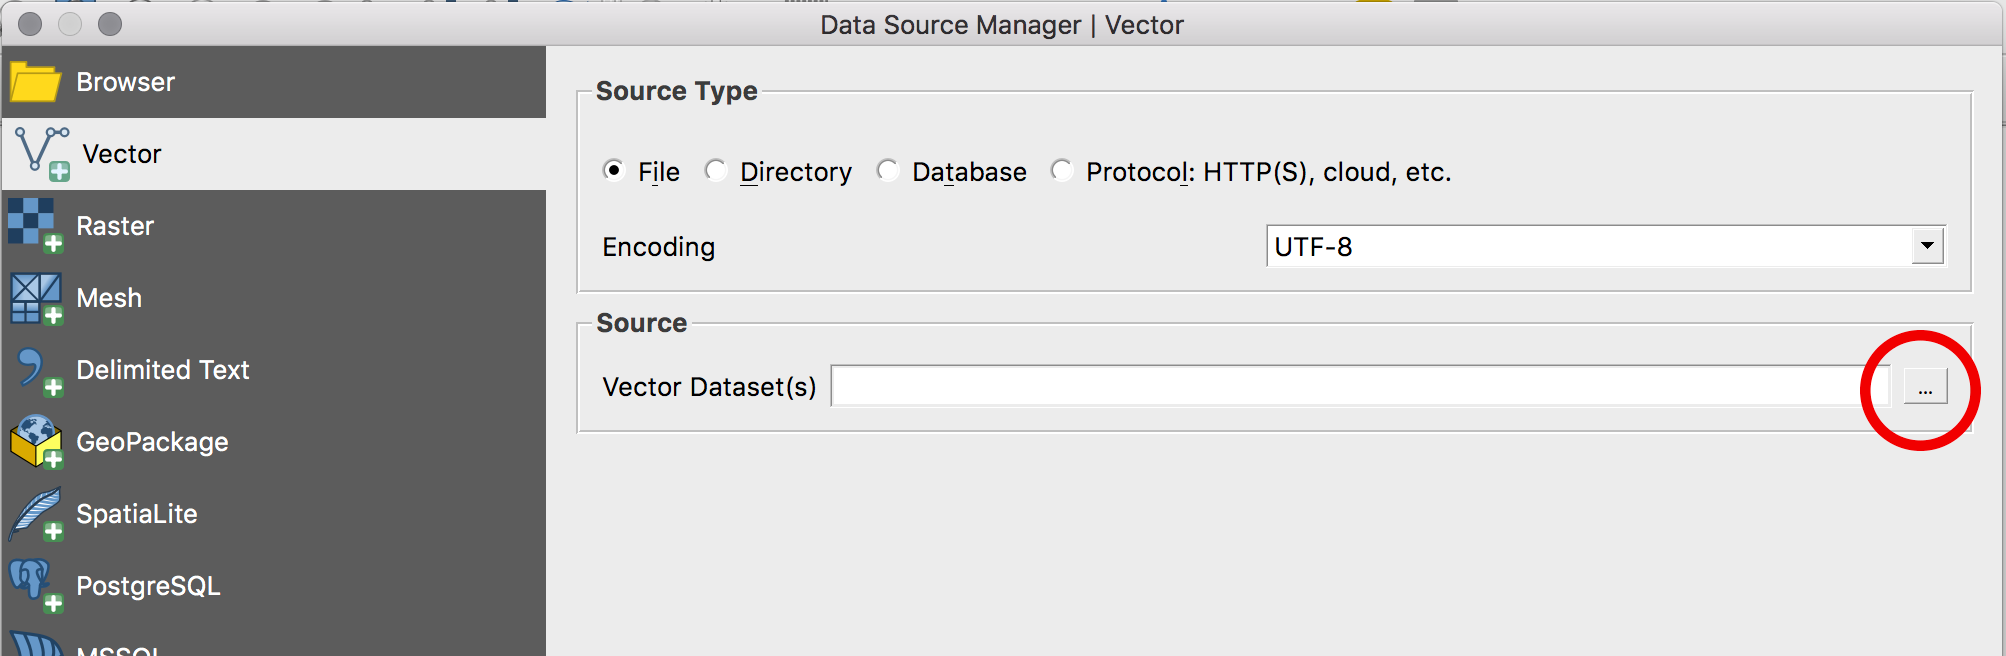 Data Source Manager | Vector
Browser
Vector
Raster
Mesh
Delimited Text
GeoPackage
SpatiaLite
PostgreSQL
MSSQL
Source Type
File
Directory
Database
Protocol: HTTP(S), cloud, etc.
Encoding
UTF-8
Source
Vector Dataset(s)
...